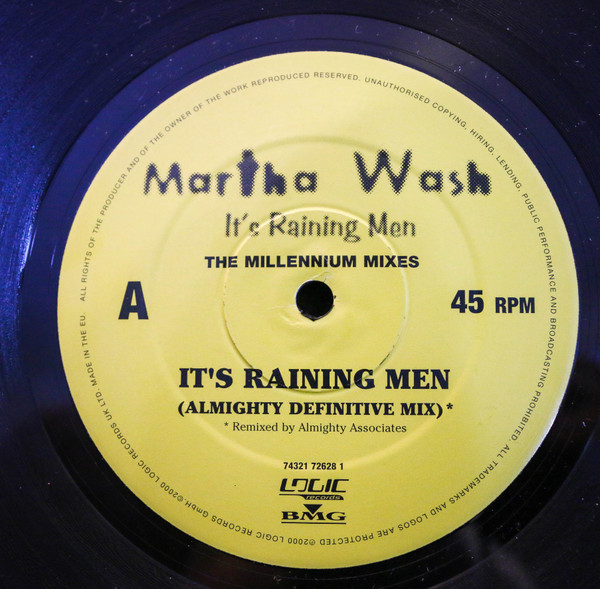 Martha Wash
It's Raining Men
THE MILLENNIUM MIXES
A
45 RPM
IT'S RAINING MEN
(ALMIGHTY DEFINITIVE MIX)*
* Remixed by Almighty Associates
74321 72628 1
LOGIC
records
BMG
ALL RIGHTS OF THE PRODUCER AND OF THE OWNER OF THE WORK REPRODUCED RESERVED. UNAUTHORISED COPYING, HIRING, LENDING, PUBLIC PERFORMANCE AND BROADCASTING PROHIBITED. ALL TRADEMARKS AND LOGOS ARE PROTECTED ℗2000 LOGIC RECORDS GmbH. ©2000 LOGIC RECORDS UK LTD. MADE IN THE EU.